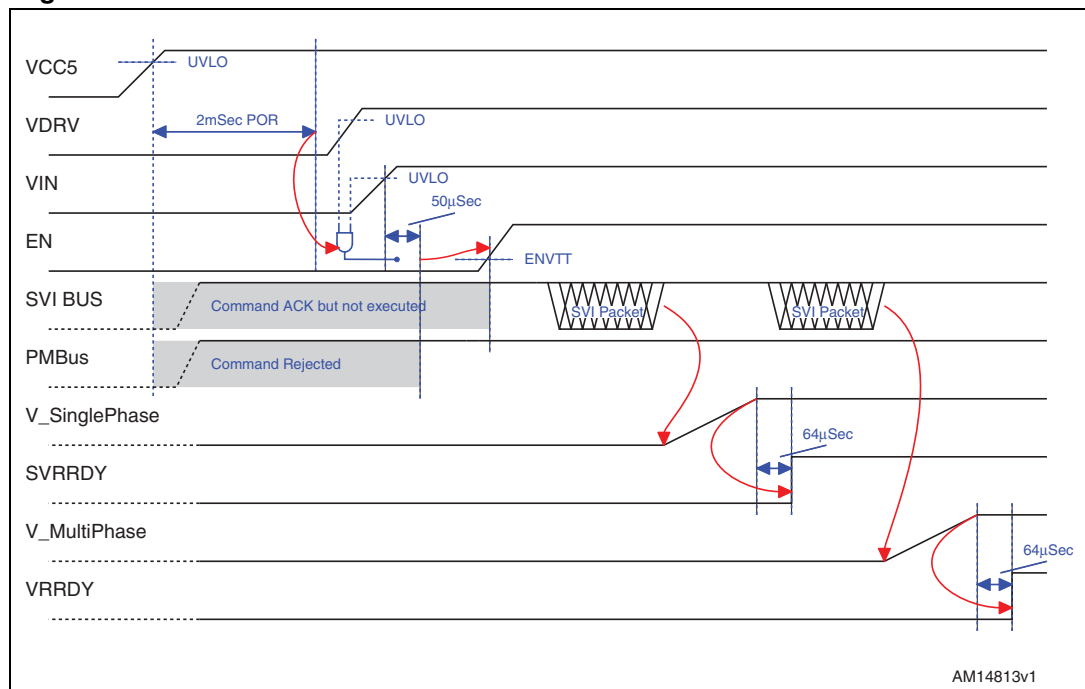 VCC5
UVLO
2mSec POR
VDRV
UVLO
VIN
UVLO
50μSec
EN
ENVTT
SVI BUS
Command ACK but not executed
SVI Packet
SVI Packet
PMBus
Command Rejected
V_SinglePhase
64μSec
SVRRDY
V_MultiPhase
64μSec
VRRDY
AM14813v1